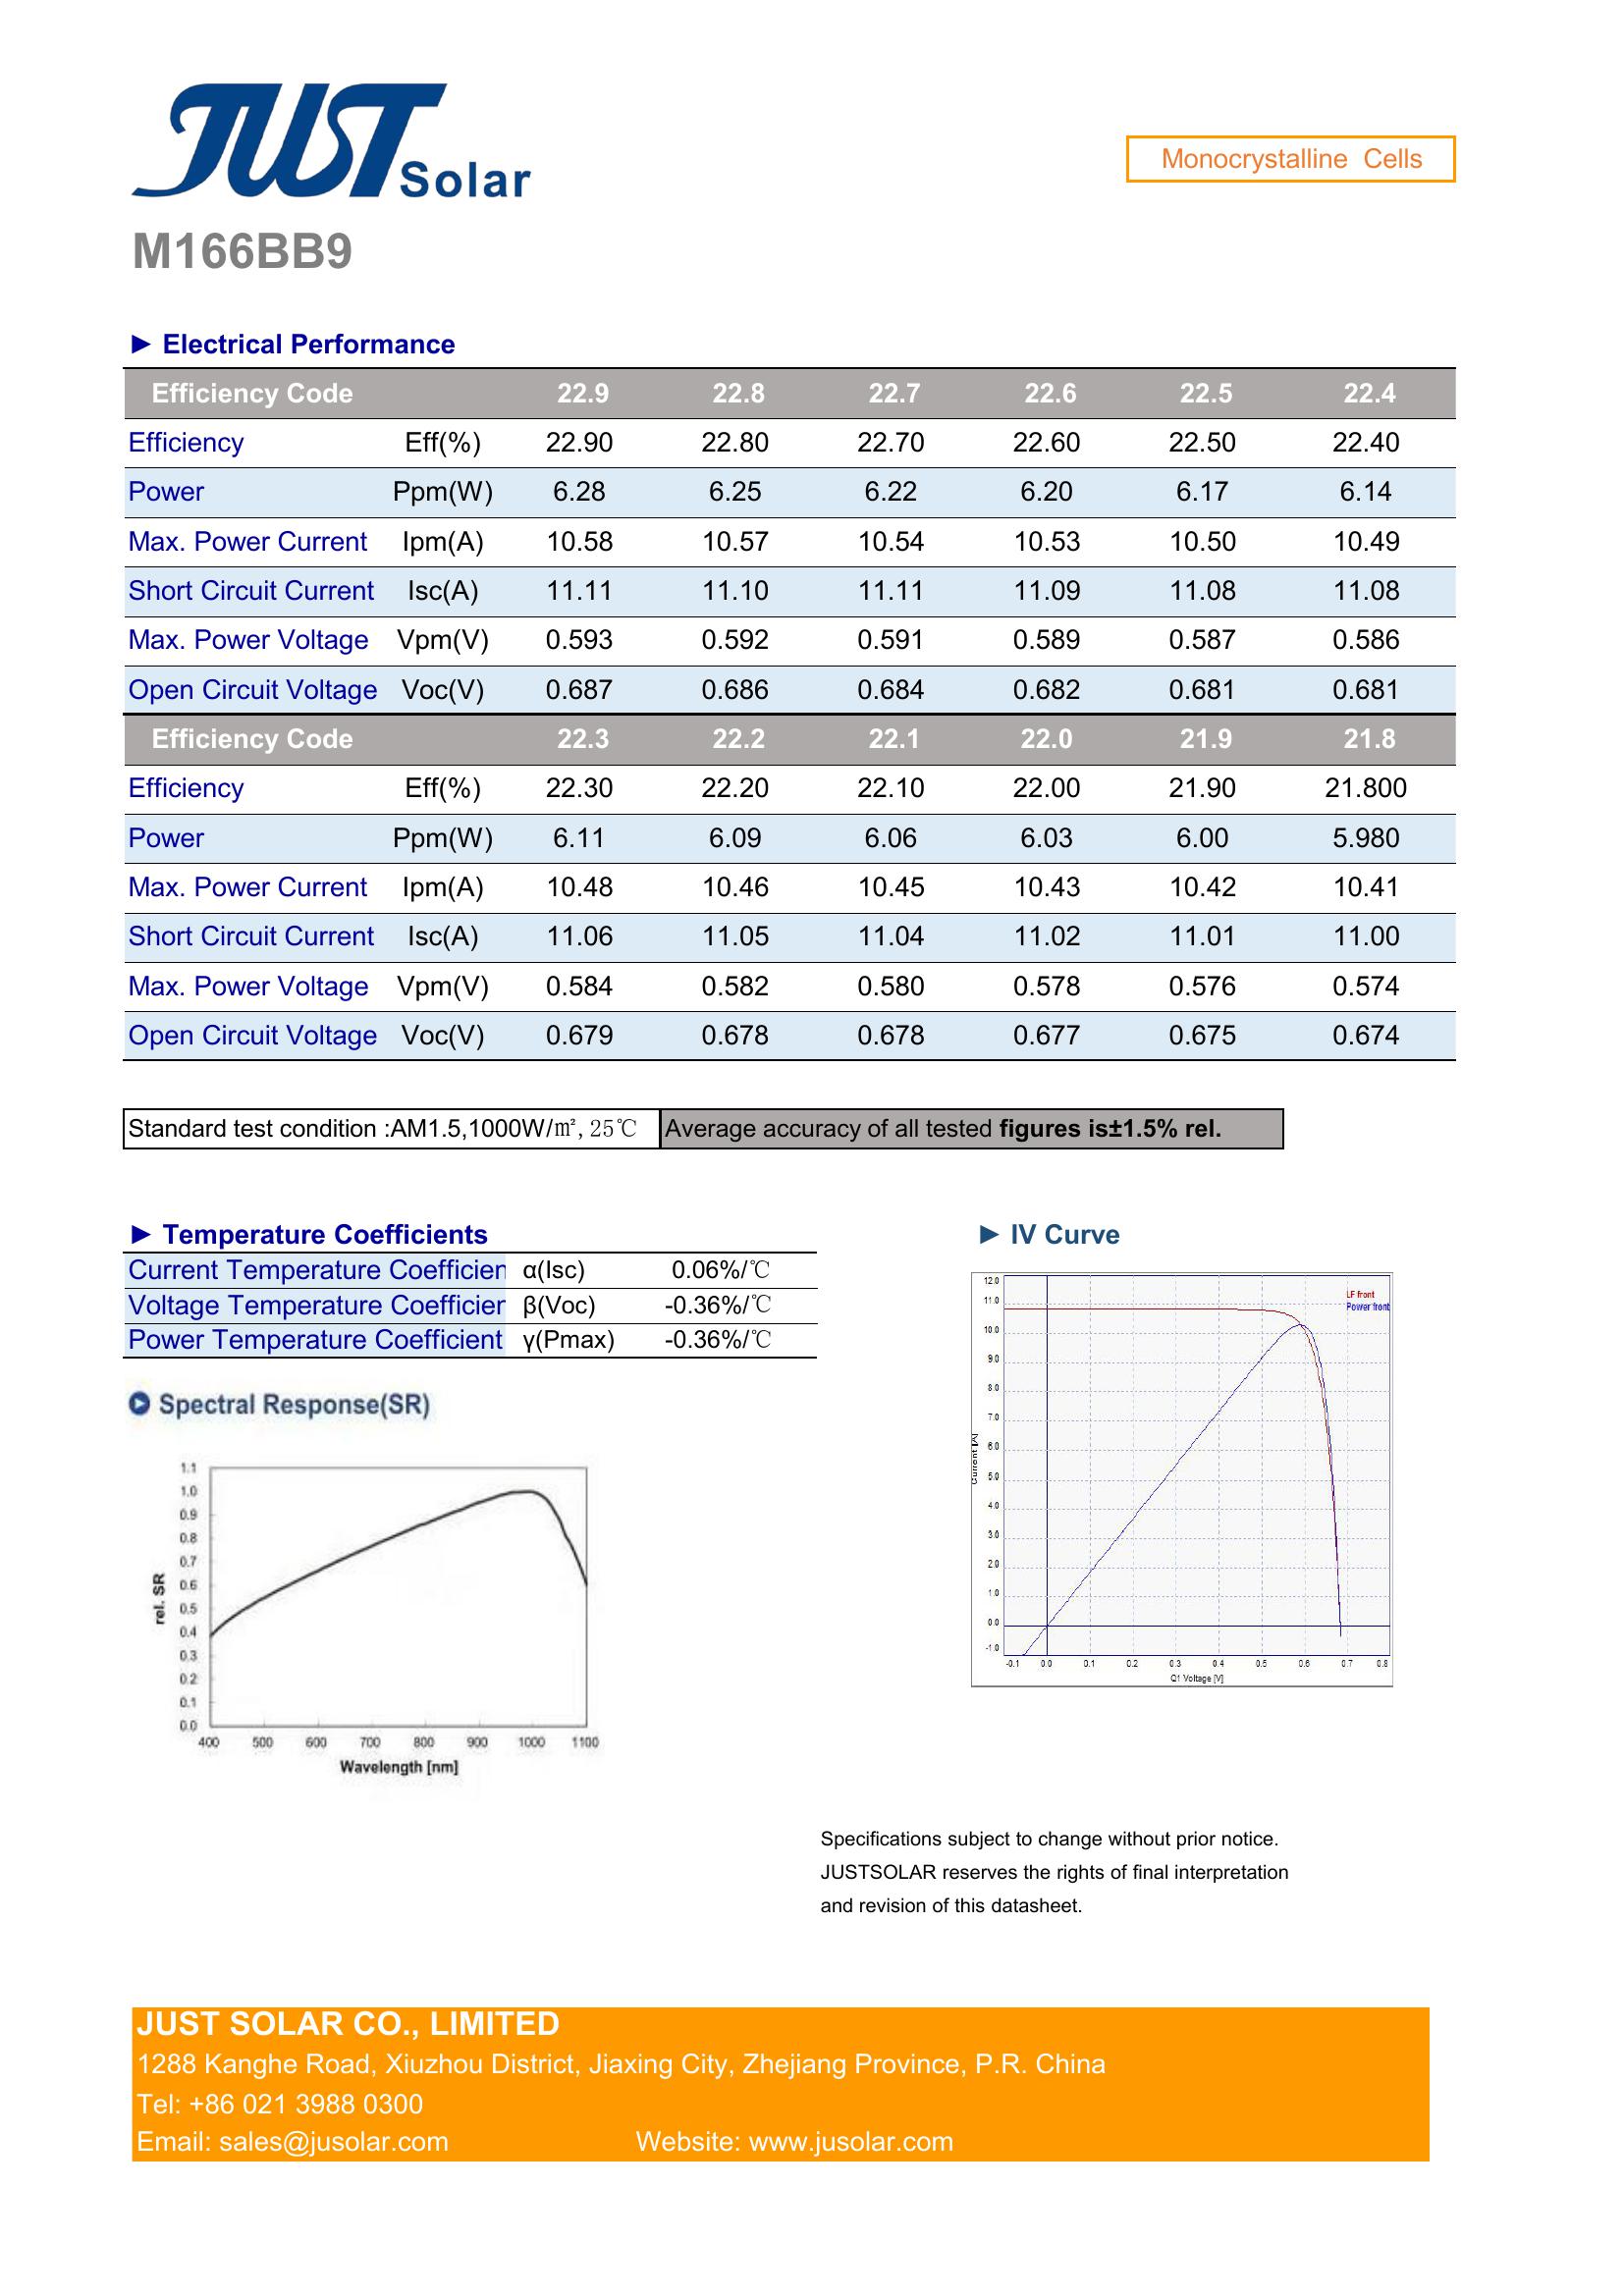 JUST Solar
Monocrystalline Cells
M166BB9
► Electrical Performance
Efficiency Code 22.9 22.8 22.7 22.6 22.5 22.4
Efficiency Eff(%) 22.90 22.80 22.70 22.60 22.50 22.40
Power Ppm(W) 6.28 6.25 6.22 6.20 6.17 6.14
Max. Power Current Ipm(A) 10.58 10.57 10.54 10.53 10.50 10.49
Short Circuit Current Isc(A) 11.11 11.10 11.11 11.09 11.08 11.08
Max. Power Voltage Vpm(V) 0.593 0.592 0.591 0.589 0.587 0.586
Open Circuit Voltage Voc(V) 0.687 0.686 0.684 0.682 0.681 0.681
Efficiency Code 22.3 22.2 22.1 22.0 21.9 21.8
Efficiency Eff(%) 22.30 22.20 22.10 22.00 21.90 21.800
Power Ppm(W) 6.11 6.09 6.06 6.03 6.00 5.980
Max. Power Current Ipm(A) 10.48 10.46 10.45 10.43 10.42 10.41
Short Circuit Current Isc(A) 11.06 11.05 11.04 11.02 11.01 11.00
Max. Power Voltage Vpm(V) 0.584 0.582 0.580 0.578 0.576 0.574
Open Circuit Voltage Voc(V) 0.679 0.678 0.678 0.677 0.675 0.674
Standard test condition :AM1.5,1000W/㎡, 25℃ Average accuracy of all tested figures is±1.5% rel.
► Temperature Coefficients
Current Temperature Coefficien α(Isc) 0.06%/℃
Voltage Temperature Coefficier β(Voc) -0.36%/℃
Power Temperature Coefficient γ(Pmax) -0.36%/℃
Spectral Response(SR)
1.1
1.0
0.9
0.8
0.7
0.6
0.5
0.4
0.3
0.2
0.1
0.0
rel. SR
400 500 600 700 800 900 1000 1100
Wavelength [nm]
► IV Curve
12.0
11.0
10.0
9.0
8.0
7.0
6.0
5.0
4.0
3.0
2.0
1.0
0.0
-1.0
Current [A]
LF front
Power front
-0.1 0.0 0.1 0.2 0.3 0.4 0.5 0.6 0.7 0.8
Q1 Voltage [V]
Specifications subject to change without prior notice.
JUSTSOLAR reserves the rights of final interpretation
and revision of this datasheet.
JUST SOLAR CO., LIMITED
1288 Kanghe Road, Xiuzhou District, Jiaxing City, Zhejiang Province, P.R. China
Tel: +86 021 3988 0300
Email: sales@jusolar.com Website: www.jusolar.com